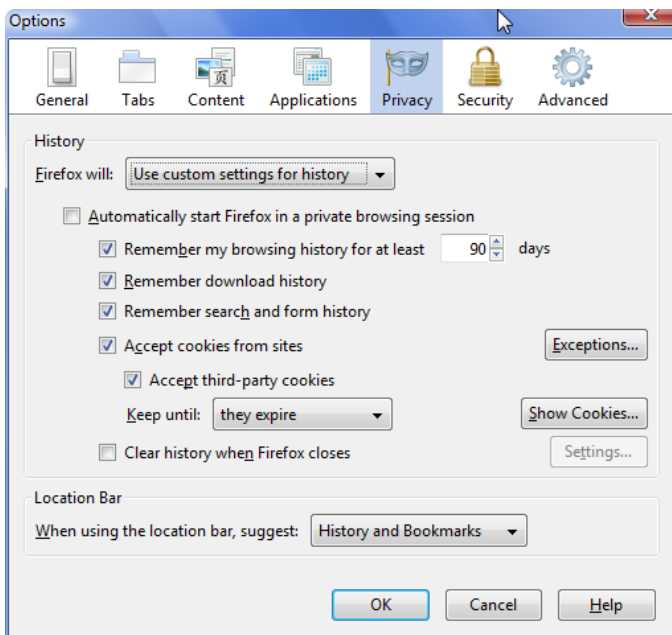 Options
General Tabs Content Applications Privacy Security Advanced
History
Firefox will: Use custom settings for history
Automatically start Firefox in a private browsing session
Remember my browsing history for at least 90 days
Remember download history
Remember search and form history
Accept cookies from sites Exceptions...
Accept third-party cookies
Keep until: they expire Show Cookies...
Clear history when Firefox closes Settings...
Location Bar
When using the location bar, suggest: History and Bookmarks
OK Cancel Help